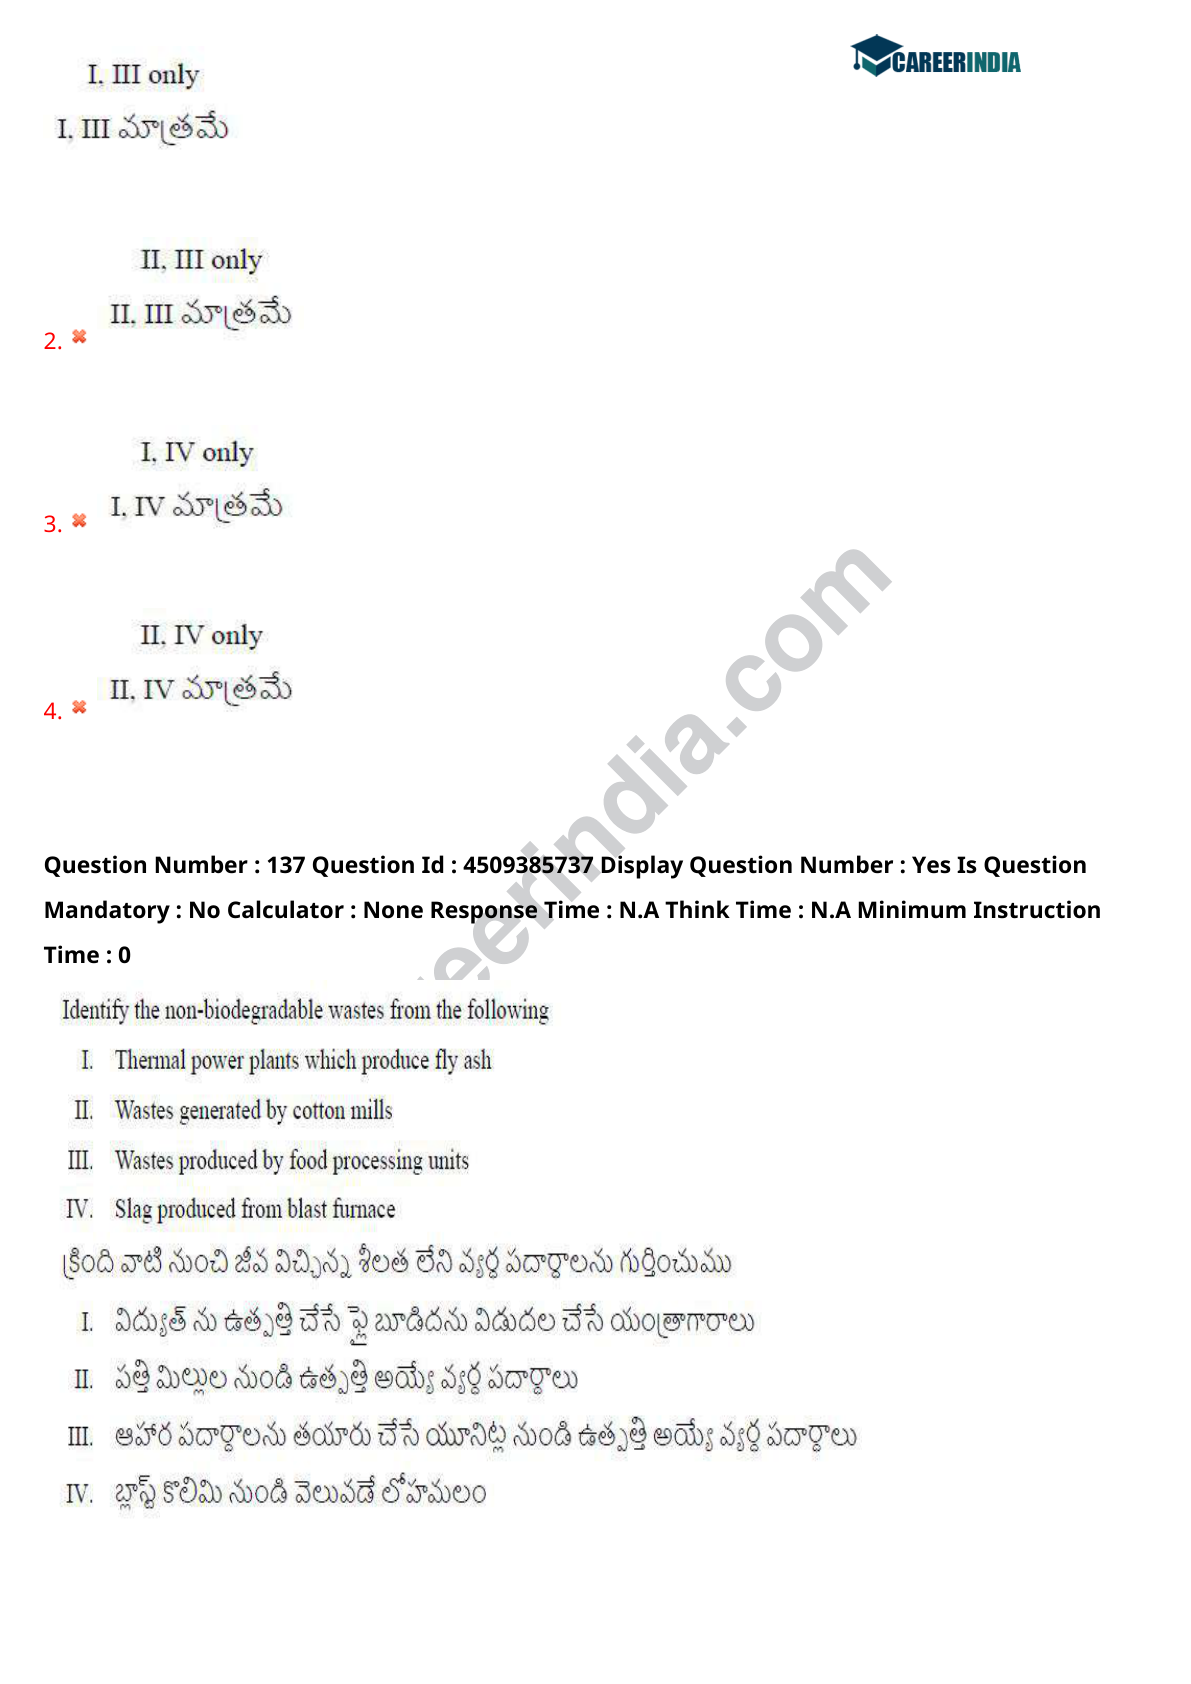 CAREERINDIA
I, III only
I, III మాత్రమే
II, III only
II, III మాత్రమే
2.
I, IV only
I, IV మాత్రమే
3.
II, IV only
II, IV మాత్రమే
4.
eerindia.com
Question Number : 137 Question Id : 4509385737 Display Question Number : Yes Is Question
Mandatory : No Calculator : None Response Time : N.A Think Time : N.A Minimum Instruction
Time : 0
Identify the non-biodegradable wastes from the following
I. Thermal power plants which produce fly ash
II. Wastes generated by cotton mills
III. Wastes produced by food processing units
IV. Slag produced from blast furnace
క్రింది వాటి నుంచి జీవ విచ్ఛిన్న శీలత లేని వ్యర్ధ పదార్ధాలను గుర్తించుము
I. విద్యుత్ ను ఉత్పత్తి చేసే ఫ్లై బూడిదను విడుదల చేసే యంత్రాగారాలు
II. పత్తి మిల్లుల నుండి ఉత్పత్తి అయ్యే వ్యర్ధ పదార్ధాలు
III. ఆహార పదార్ధాలను తయారు చేసే యూనిట్ల నుండి ఉత్పత్తి అయ్యే వ్యర్ధ పదార్ధాలు
IV. బ్లాస్ట్ కొలిమి నుండి వెలువడే లోహమలం